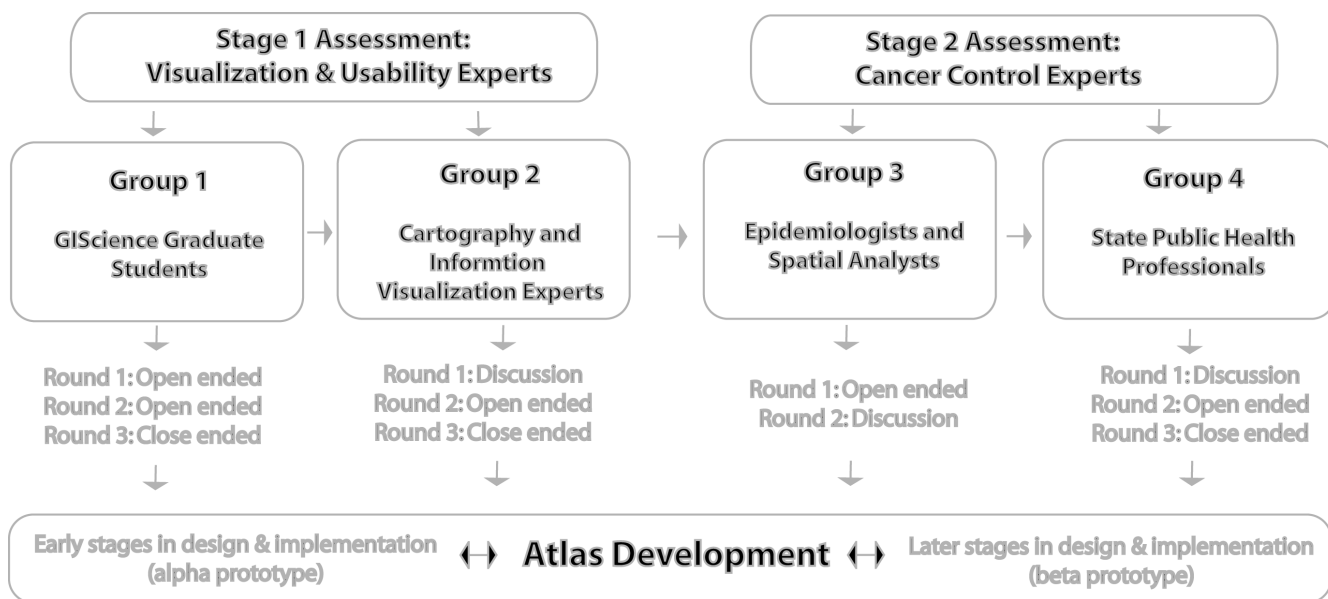 Stage 1 Assessment:
Visualization & Usability Experts
Stage 2 Assessment:
Cancer Control Experts
Group 1
GIScience Graduate
Students
Group 2
Cartography and
Informtion
Visualization Experts
Group 3
Epidemiologists and
Spatial Analysts
Group 4
State Public Health
Professionals
Round 1: Open ended
Round 2: Open ended
Round 3: Close ended
Round 1: Discussion
Round 2: Open ended
Round 3: Close ended
Round 1: Open ended
Round 2: Discussion
Round 1: Discussion
Round 2: Open ended
Round 3: Close ended
Early stages in design & implementation
(alpha prototype)
Atlas Development
Later stages in design & implementation
(beta prototype)